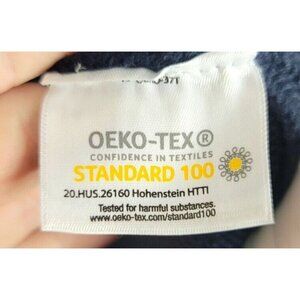 OEKO-TEX®
CONFIDENCE IN TEXTILES
STANDARD 100
20.HUS.26160 Hohenstein HTTI
Tested for harmful substances.
www.oeko-tex.com/standard100